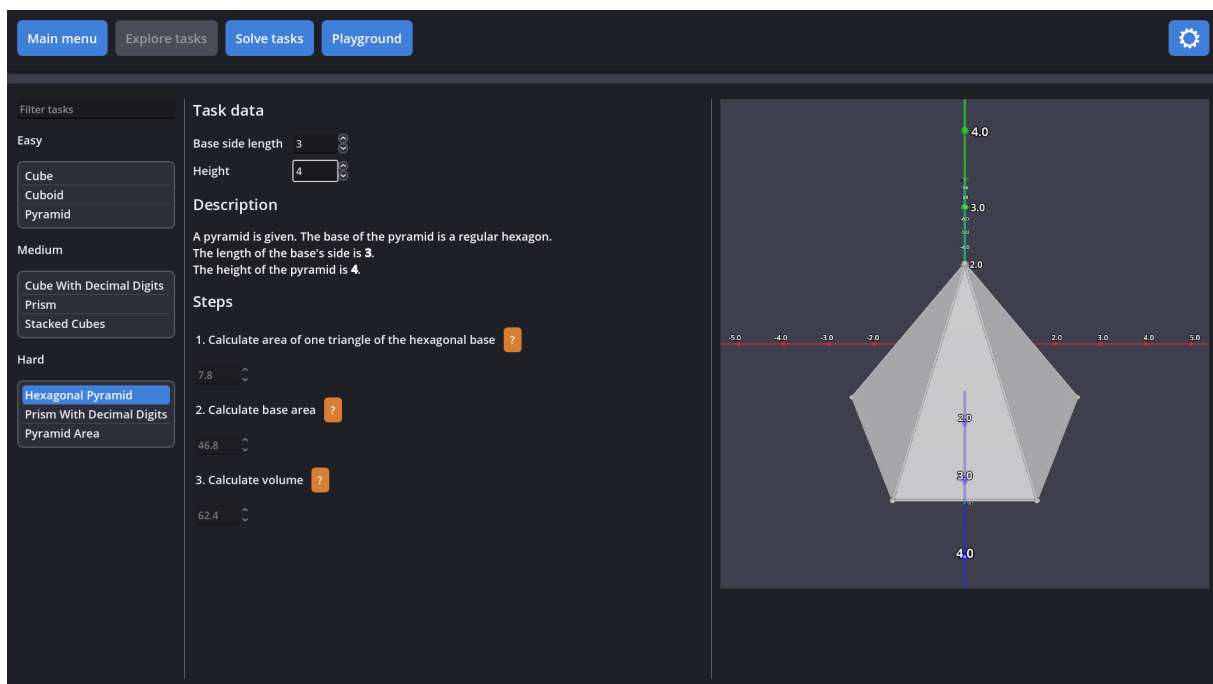 Main menu
Explore tasks
Solve tasks
Playground
Filter tasks
Easy
Cube
Cuboid
Pyramid
Medium
Cube With Decimal Digits
Prism
Stacked Cubes
Hard
Hexagonal Pyramid
Prism With Decimal Digits
Pyramid Area
Task data
Base side length 3
Height 4
Description
A pyramid is given. The base of the pyramid is a regular hexagon.
The length of the base's side is 3.
The height of the pyramid is 4.
Steps
1. Calculate area of one triangle of the hexagonal base ?
7.8
2. Calculate base area ?
46.8
3. Calculate volume ?
62.4
4.0
3.0
2.0
-5.0 -4.0 -3.0 -2.0 2.0 3.0 4.0 5.0
2.0
3.0
4.0